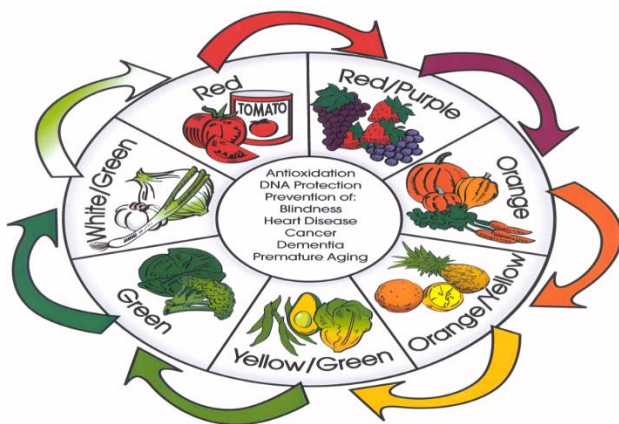 Red
TOMATO
Red/Purple
Orange
Orange/Yellow
Yellow/Green
Green
White/Green
Antioxidation
DNA Protection
Prevention of:
Blindness
Heart Disease
Cancer
Dementia
Premature Aging